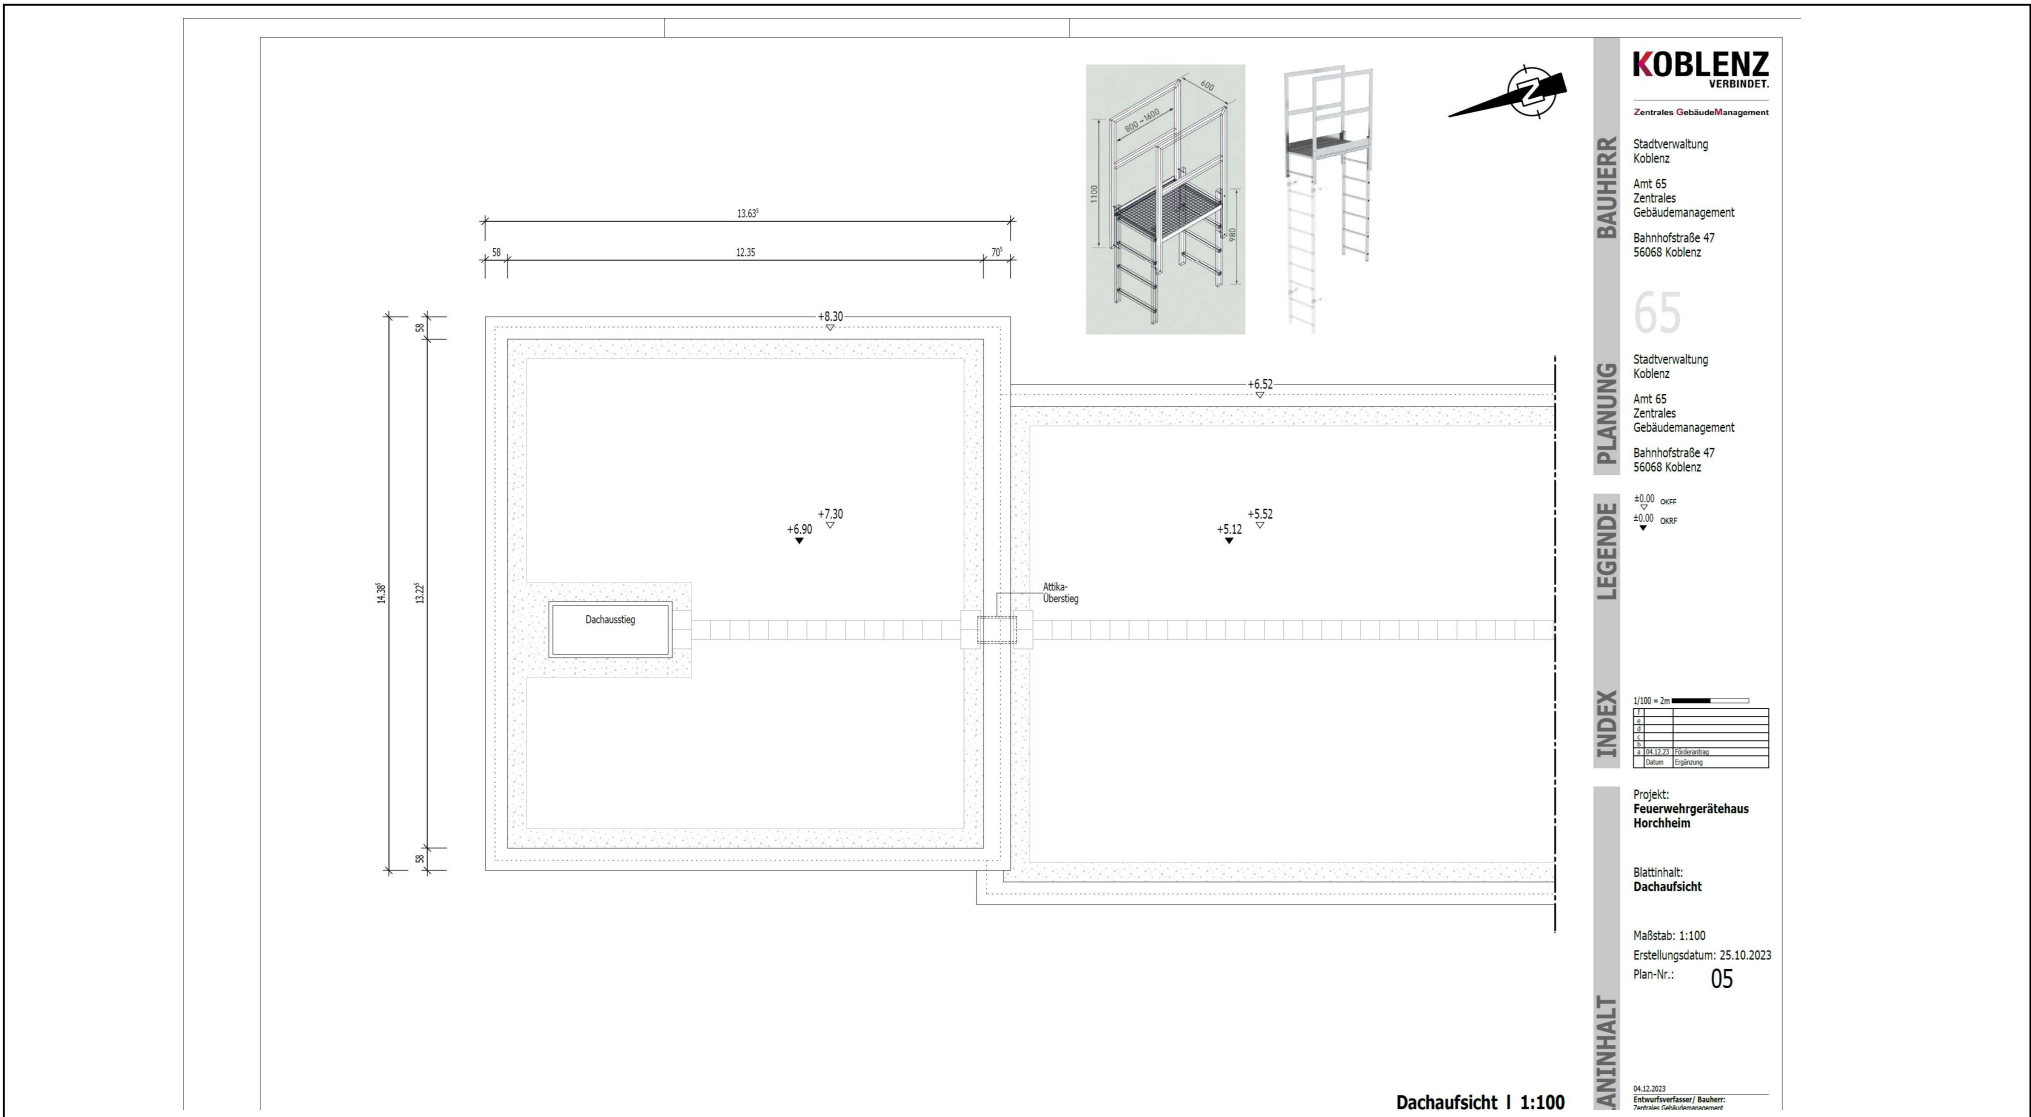 600
800 -1600
1100
980
Z
13.63⁵
58
12.35
70⁵
58
14.38⁵
13.22⁵
58
+8.30
+6.52
+7.30
+6.90
+5.52
+5.12
Attika-
Überstieg
Dachausstieg
Dachaufsicht I 1:100
BAUHERR
KOBLENZ
VERBINDET.
Zentrales GebäudeManagement
Stadtverwaltung
Koblenz
Amt 65
Zentrales
Gebäudemanagement
Bahnhofstraße 47
56068 Koblenz
65
PLANUNG
Stadtverwaltung
Koblenz
Amt 65
Zentrales
Gebäudemanagement
Bahnhofstraße 47
56068 Koblenz
LEGENDE
±0.00 OKFF
±0.00 OKRF
INDEX
1/100 = 2m
f
e
d
c
b
a 04.12.23 Förderantrag
Datum Ergänzung
Projekt:
Feuerwehrgerätehaus
Horchheim
Blattinhalt:
Dachaufsicht
Maßstab: 1:100
Erstellungsdatum: 25.10.2023
Plan-Nr.: 05
ANINHALT
04.12.2023
Entwurfsverfasser/ Bauherr:
Zentrales Gebäudemanagement